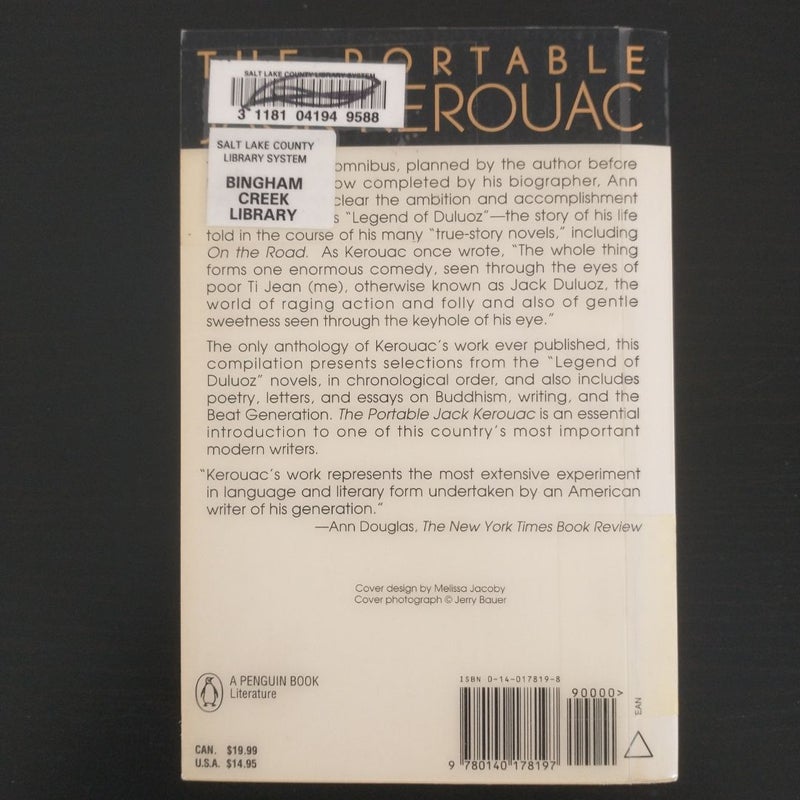 THE PORTABLE
KEROUAC
SALT LAKE COUNTY LIBRARY SYSTEM
3 1181 04194 9588
SALT LAKE COUNTY
LIBRARY SYSTEM
BINGHAM
CREEK
LIBRARY
omnibus, planned by the author before
now completed by his biographer, Ann
clear the ambition and accomplishment
"Legend of Duluoz"—the story of his life
told in the course of his many "true-story novels," including
On the Road. As Kerouac once wrote, "The whole thing
forms one enormous comedy, seen through the eyes of
poor Ti Jean (me), otherwise known as Jack Duluoz, the
world of raging action and folly and also of gentle
sweetness seen through the keyhole of his eye."
The only anthology of Kerouac's work ever published, this
compilation presents selections from the "Legend of
Duluoz" novels, in chronological order, and also includes
poetry, letters, and essays on Buddhism, writing, and the
Beat Generation. The Portable Jack Kerouac is an essential
introduction to one of this country's most important
modern writers.
"Kerouac's work represents the most extensive experiment
in language and literary form undertaken by an American
writer of his generation."
—Ann Douglas, The New York Times Book Review
Cover design by Melissa Jacoby
Cover photograph © Jerry Bauer
A PENGUIN BOOK
Literature
CAN. $19.99
U.S.A. $14.95
ISBN 0-14-017819-8
90000>
EAN
9 780140 178197